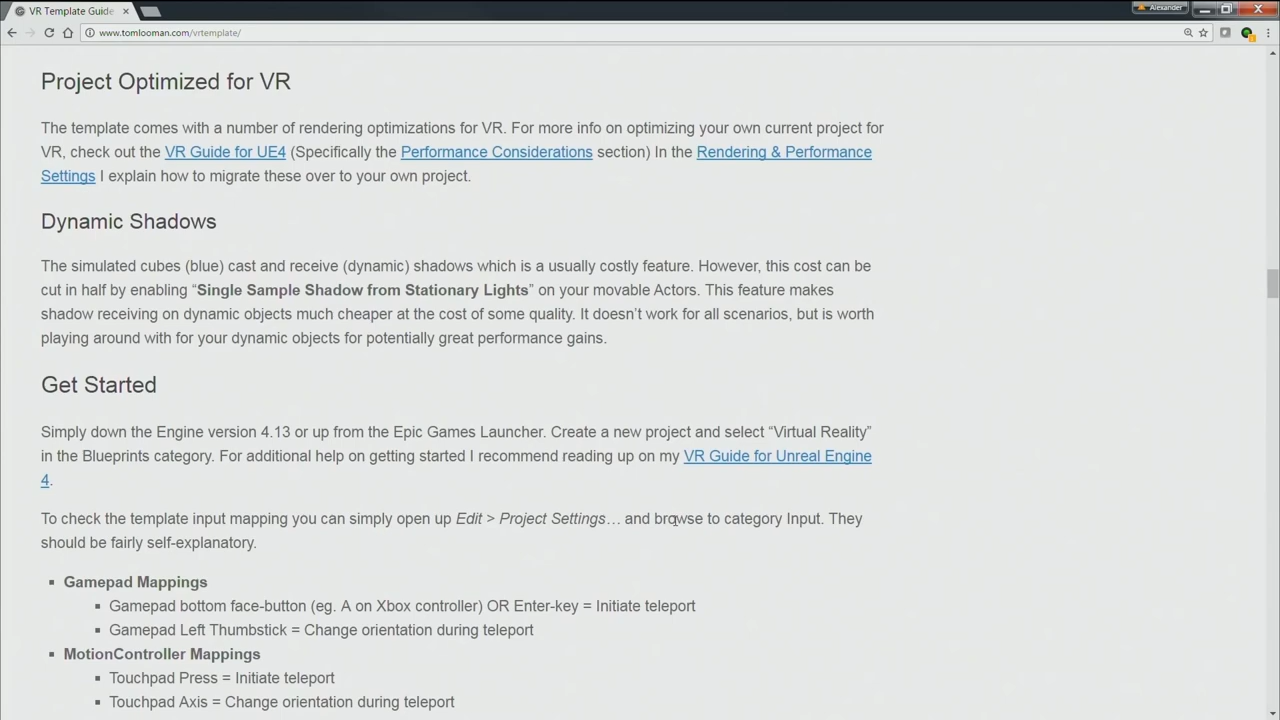 VR Template Guide
Alexander
www.tomlooman.com/vrtemplate/
Project Optimized for VR
The template comes with a number of rendering optimizations for VR. For more info on optimizing your own current project for
VR, check out the VR Guide for UE4 (Specifically the Performance Considerations section) In the Rendering & Performance
Settings I explain how to migrate these over to your own project.
Dynamic Shadows
The simulated cubes (blue) cast and receive (dynamic) shadows which is a usually costly feature. However, this cost can be
cut in half by enabling “Single Sample Shadow from Stationary Lights” on your movable Actors. This feature makes
shadow receiving on dynamic objects much cheaper at the cost of some quality. It doesn’t work for all scenarios, but is worth
playing around with for your dynamic objects for potentially great performance gains.
Get Started
Simply down the Engine version 4.13 or up from the Epic Games Launcher. Create a new project and select “Virtual Reality”
in the Blueprints category. For additional help on getting started I recommend reading up on my VR Guide for Unreal Engine
4.
To check the template input mapping you can simply open up Edit > Project Settings… and browse to category Input. They
should be fairly self-explanatory.
▪ Gamepad Mappings
▪ Gamepad bottom face-button (eg. A on Xbox controller) OR Enter-key = Initiate teleport
▪ Gamepad Left Thumbstick = Change orientation during teleport
▪ MotionController Mappings
▪ Touchpad Press = Initiate teleport
▪ Touchpad Axis = Change orientation during teleport